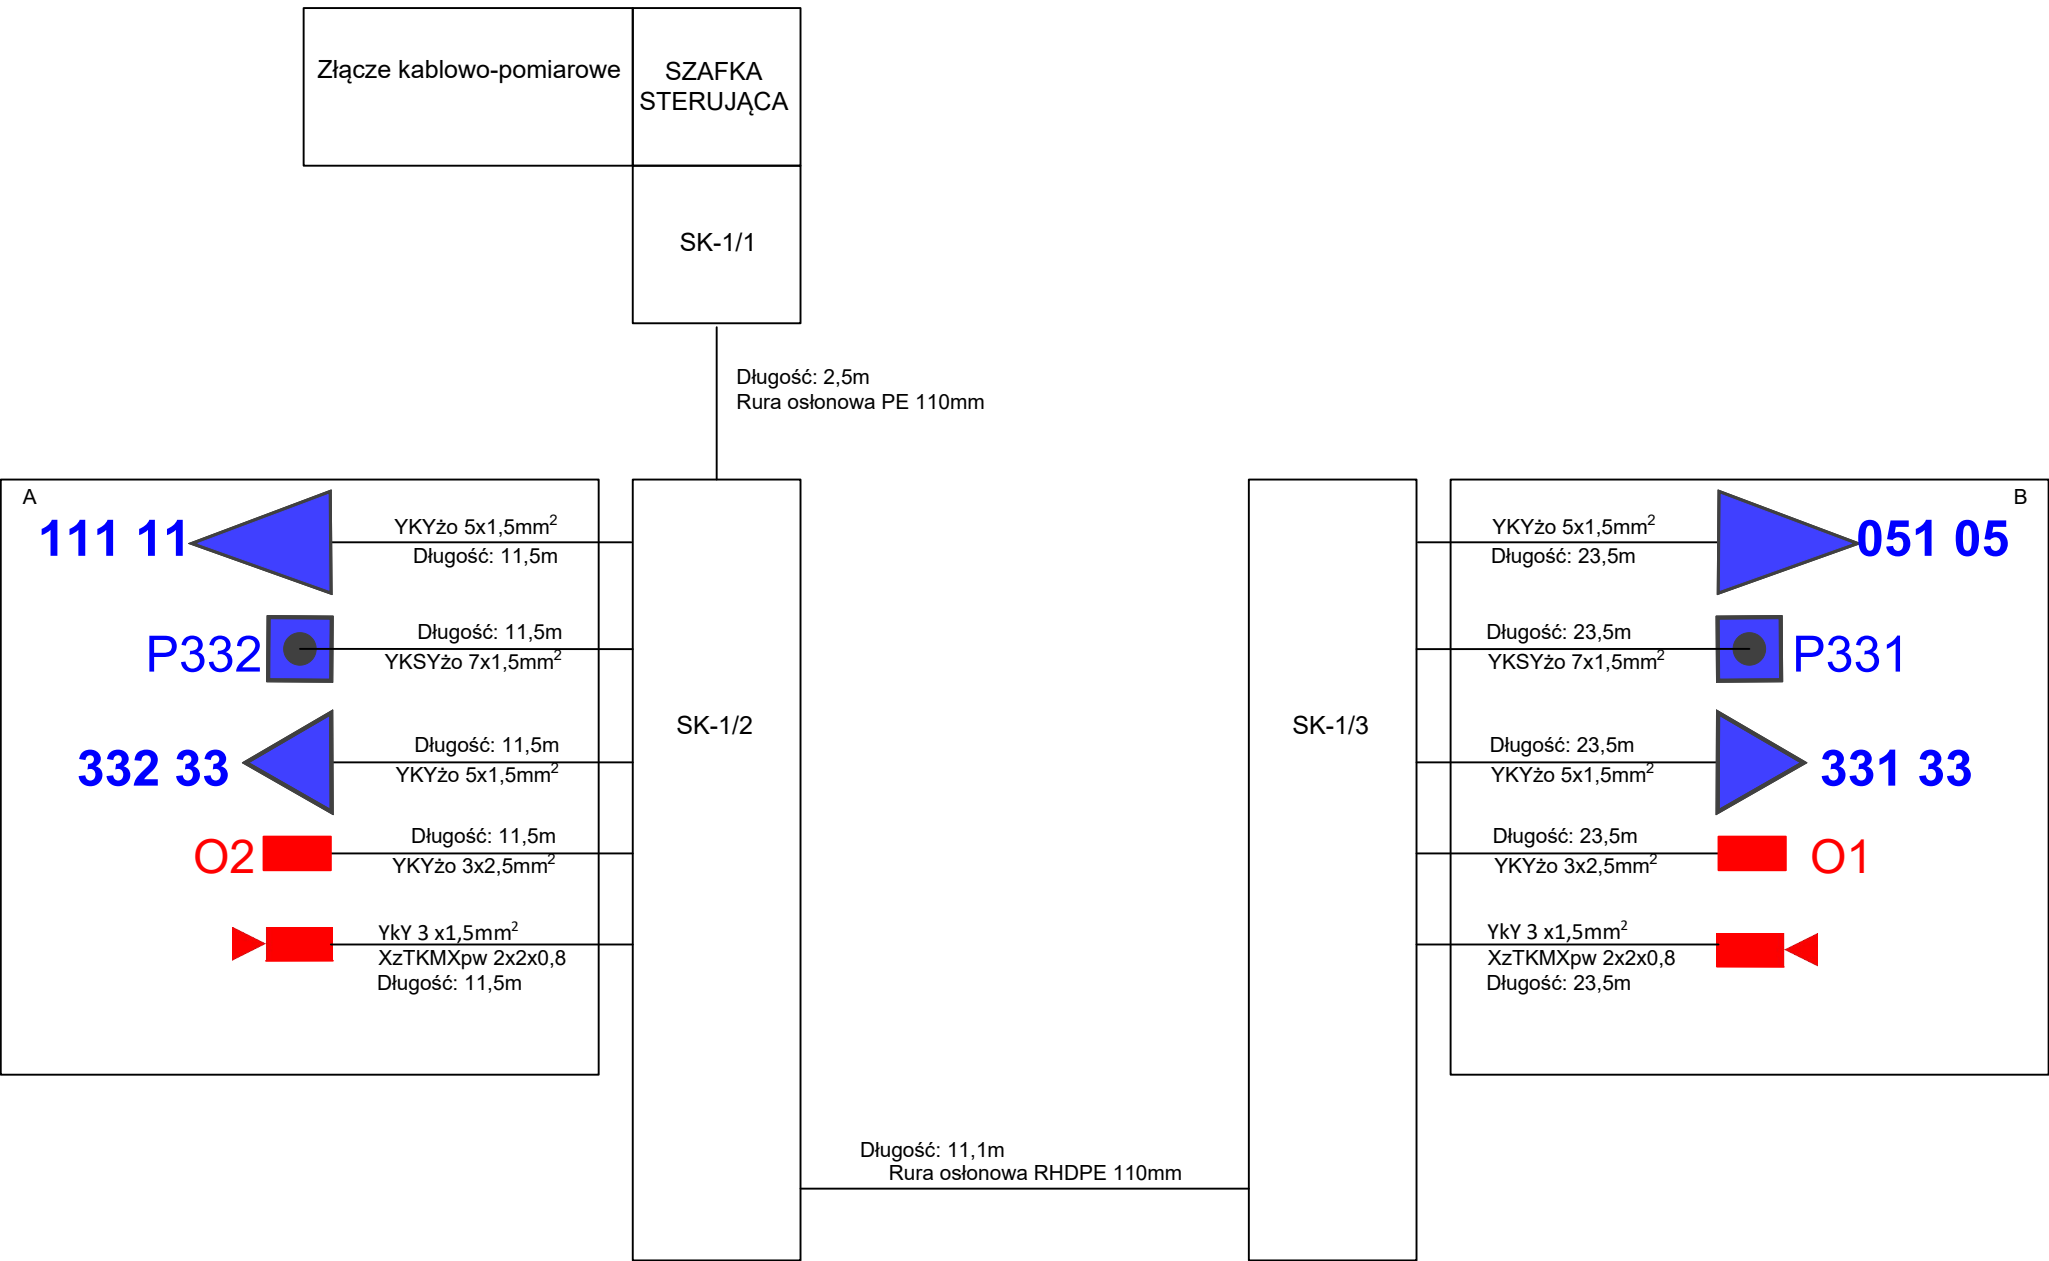 Złącze kablowo-pomiarowe
SZAFKA
STERUJĄCA
SK-1/1
Długość: 2,5m
Rura osłonowa PE 110mm
A
111 11
YKYżo 5x1,5mm²
Długość: 11,5m
P332
Długość: 11,5m
YKSYżo 7x1,5mm²
332 33
Długość: 11,5m
YKYżo 5x1,5mm²
O2
Długość: 11,5m
YKYżo 3x2,5mm²
YkY 3 x1,5mm²
XzTKMXpw 2x2x0,8
Długość: 11,5m
SK-1/2
Długość: 11,1m
Rura osłonowa RHDPE 110mm
SK-1/3
B
YKYżo 5x1,5mm²
Długość: 23,5m
051 05
Długość: 23,5m
YKSYżo 7x1,5mm²
P331
Długość: 23,5m
YKYżo 5x1,5mm²
331 33
Długość: 23,5m
YKYżo 3x2,5mm²
O1
YkY 3 x1,5mm²
XzTKMXpw 2x2x0,8
Długość: 23,5m